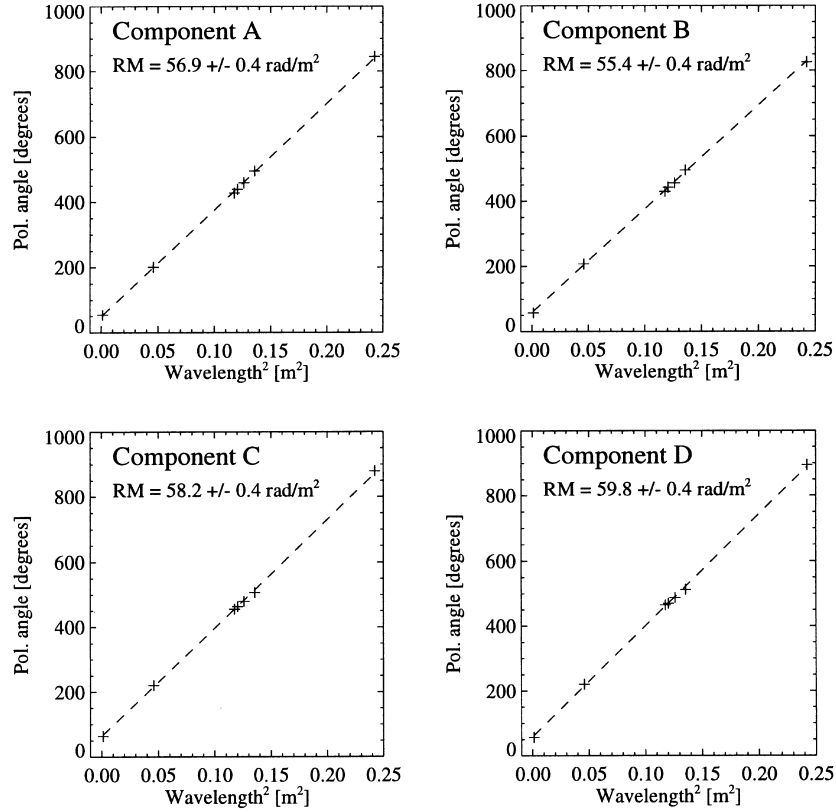 1000
800
600
400
200
0
Pol. angle [degrees]
Component A
RM = 56.9 +/- 0.4 rad/m²
0.00 0.05 0.10 0.15 0.20 0.25
Wavelength² [m²]
1000
800
600
400
200
0
Pol. angle [degrees]
Component B
RM = 55.4 +/- 0.4 rad/m²
0.00 0.05 0.10 0.15 0.20 0.25
Wavelength² [m²]
1000
800
600
400
200
0
Pol. angle [degrees]
Component C
RM = 58.2 +/- 0.4 rad/m²
0.00 0.05 0.10 0.15 0.20 0.25
Wavelength² [m²]
1000
800
600
400
200
0
Pol. angle [degrees]
Component D
RM = 59.8 +/- 0.4 rad/m²
0.00 0.05 0.10 0.15 0.20 0.25
Wavelength² [m²]